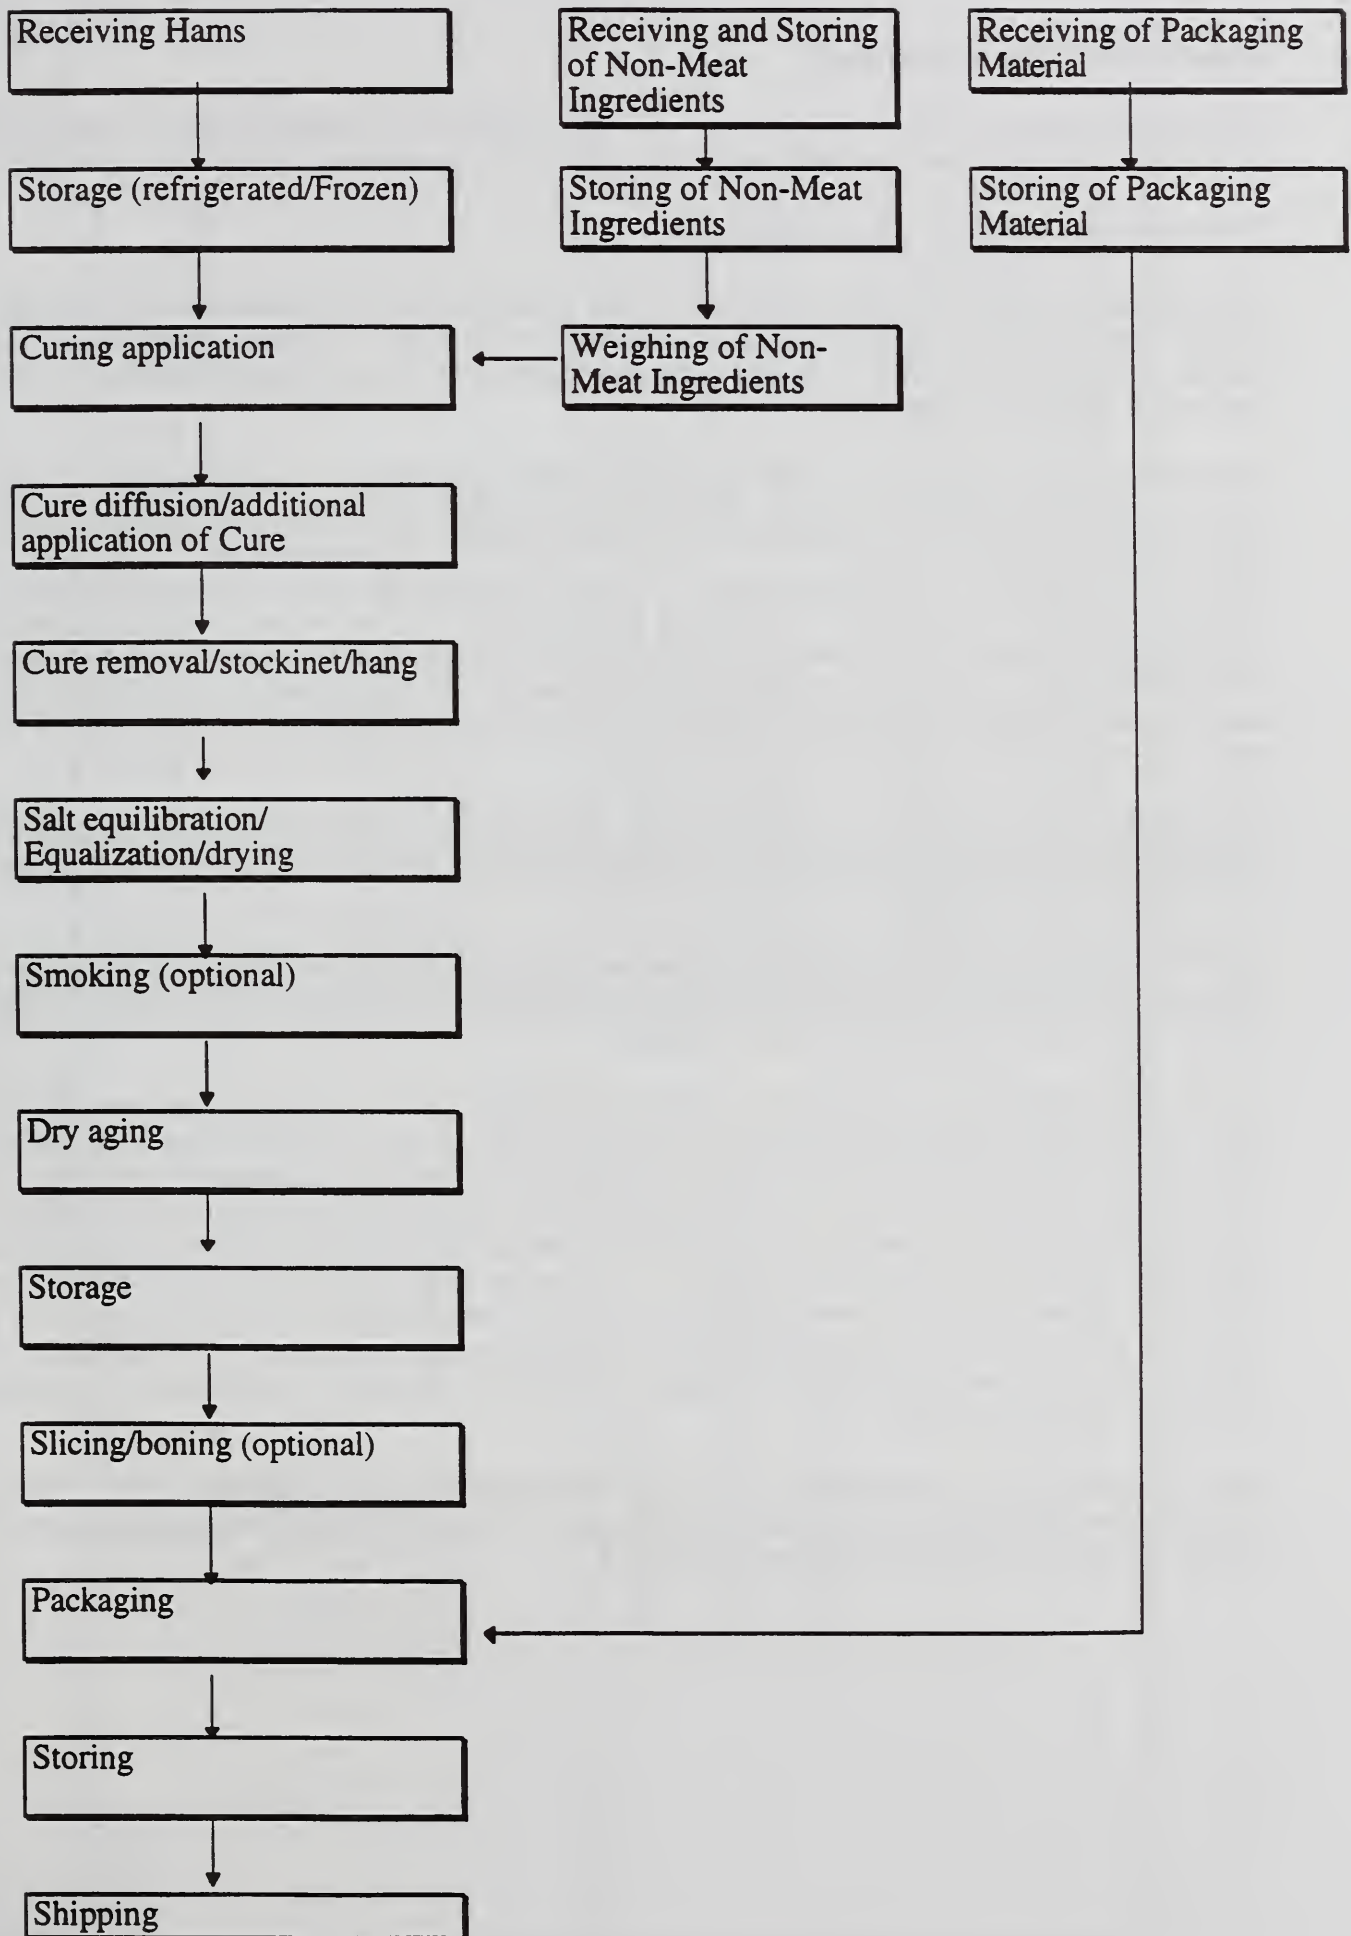 Receiving Hams
Receiving and Storing
of Non-Meat
Ingredients
Receiving of Packaging
Material
Storage (refrigerated/Frozen)
Storing of Non-Meat
Ingredients
Storing of Packaging
Material
Curing application
Weighing of Non-
Meat Ingredients
Cure diffusion/additional
application of Cure
Cure removal/stockinet/hang
Salt equilibration/
Equalization/drying
Smoking (optional)
Dry aging
Storage
Slicing/boning (optional)
Packaging
Storing
Shipping